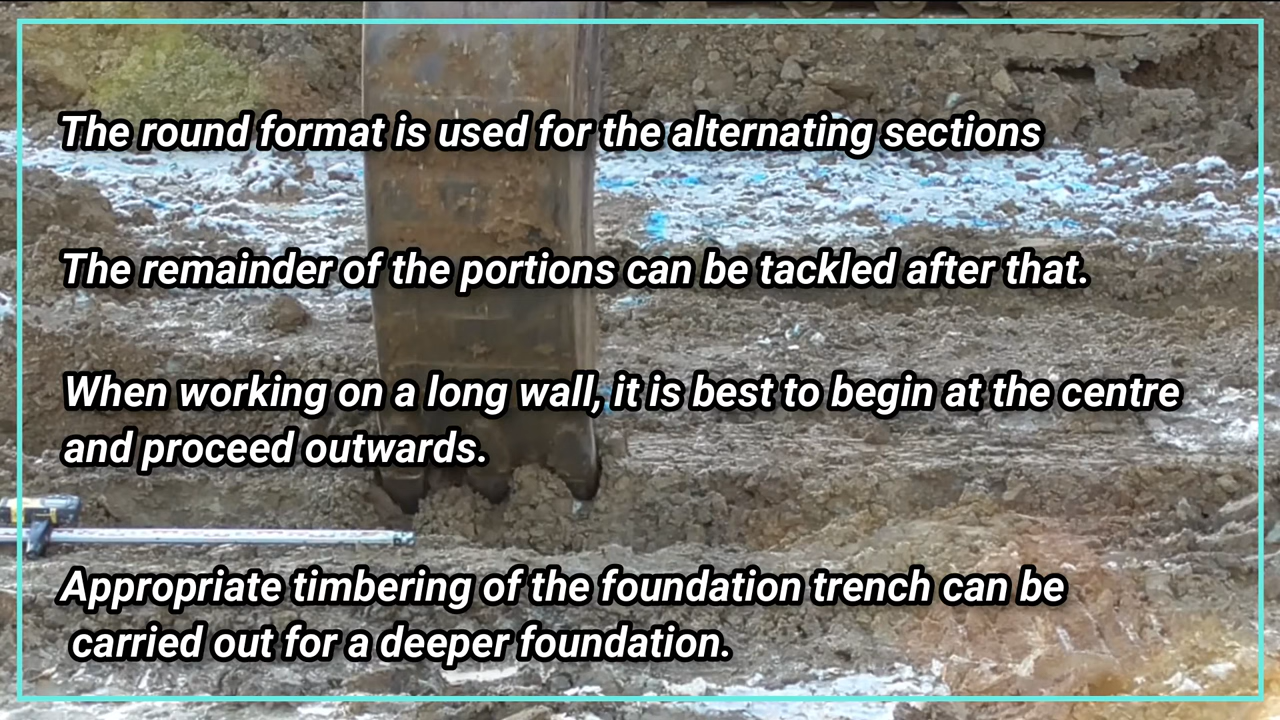 The round format is used for the alternating sections
The remainder of the portions can be tackled after that.
When working on a long wall, it is best to begin at the centre
and proceed outwards.
Appropriate timbering of the foundation trench can be
carried out for a deeper foundation.